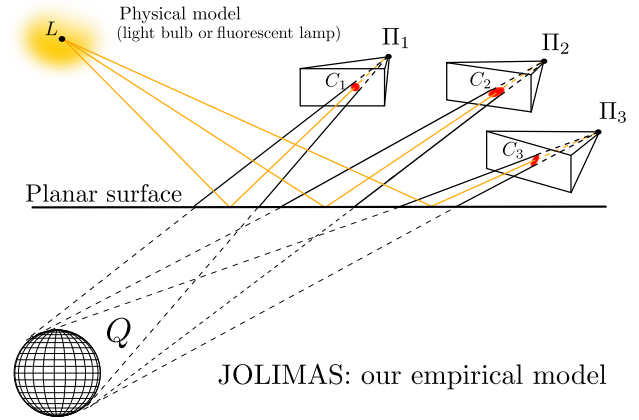 Physical model
(light bulb or fluorescent lamp)
L
Π1
Π2
Π3
C1
C2
C3
Planar surface
Q
JOLIMAS: our empirical model